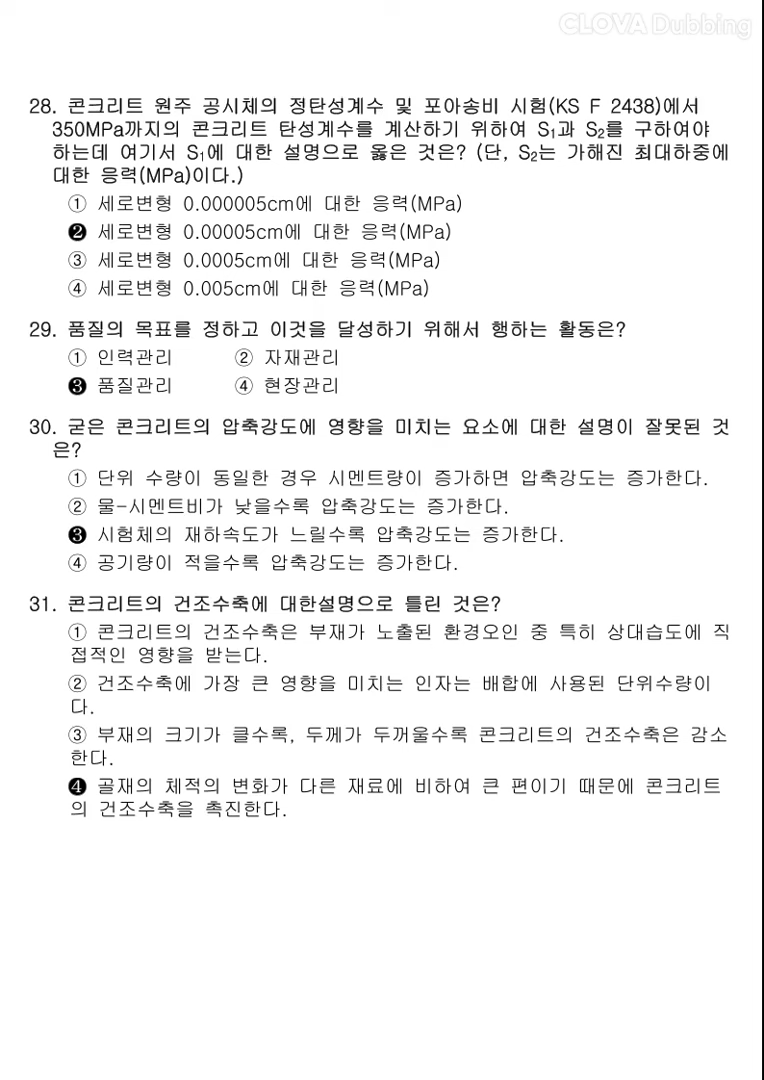 CLOVA Dubbing
28. 콘크리트 원주 공시체의 정탄성계수 및 포아송비 시험(KS F 2438)에서
350MPa까지의 콘크리트 탄성계수를 계산하기 위하여 S₁과 S₂를 구하여야
하는데 여기서 S₁에 대한 설명으로 옳은 것은? (단, S₂는 가해진 최대하중에
대한 응력(MPa)이다.)
① 세로변형 0.000005cm에 대한 응력(MPa)
❷ 세로변형 0.00005cm에 대한 응력(MPa)
③ 세로변형 0.0005cm에 대한 응력(MPa)
④ 세로변형 0.005cm에 대한 응력(MPa)
29. 품질의 목표를 정하고 이것을 달성하기 위해서 행하는 활동은?
① 인력관리 ② 자재관리
❸ 품질관리 ④ 현장관리
30. 굳은 콘크리트의 압축강도에 영향을 미치는 요소에 대한 설명이 잘못된 것
은?
① 단위 수량이 동일한 경우 시멘트량이 증가하면 압축강도는 증가한다.
② 물-시멘트비가 낮을수록 압축강도는 증가한다.
❸ 시험체의 재하속도가 느릴수록 압축강도는 증가한다.
④ 공기량이 적을수록 압축강도는 증가한다.
31. 콘크리트의 건조수축에 대한설명으로 틀린 것은?
① 콘크리트의 건조수축은 부재가 노출된 환경오인 중 특히 상대습도에 직
접적인 영향을 받는다.
② 건조수축에 가장 큰 영향을 미치는 인자는 배합에 사용된 단위수량이
다.
③ 부재의 크기가 클수록, 두께가 두꺼울수록 콘크리트의 건조수축은 감소
한다.
❹ 골재의 체적의 변화가 다른 재료에 비하여 큰 편이기 때문에 콘크리트
의 건조수축을 촉진한다.